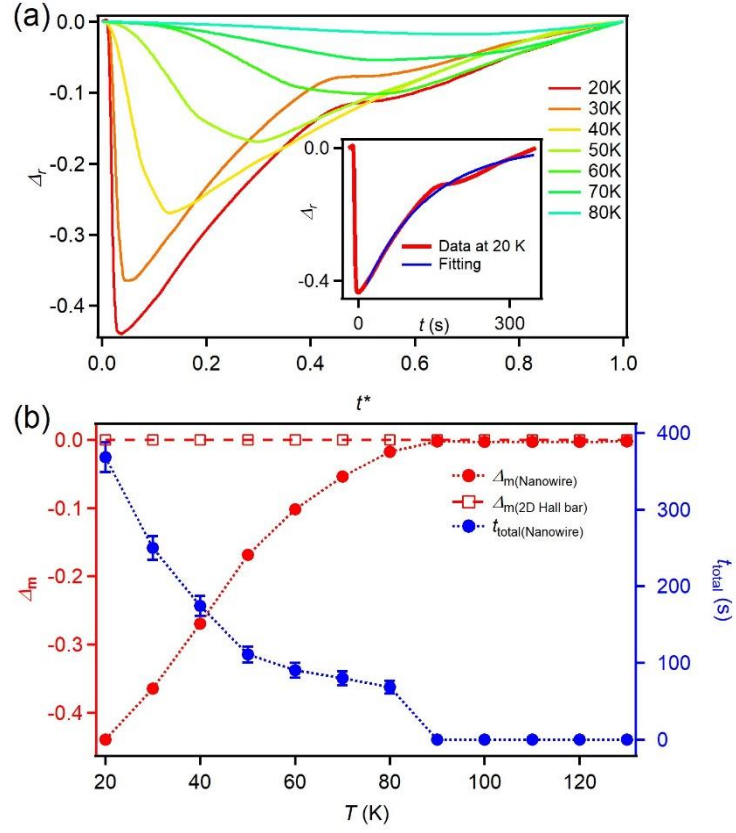 (a)
0.0
-0.1
-0.2
-0.3
-0.4
Δr
20K
30K
40K
50K
60K
70K
80K
0.0
-0.4
Δr
Data at 20 K
Fitting
0
300
t (s)
0.0
0.2
0.4
0.6
0.8
1.0
t*
(b)
0.0
-0.1
-0.2
-0.3
-0.4
Δm
Δm(Nanowire)
Δm(2D Hall bar)
ttotal(Nanowire)
400
300
200
100
0
ttotal (s)
20
40
60
80
100
120
T (K)